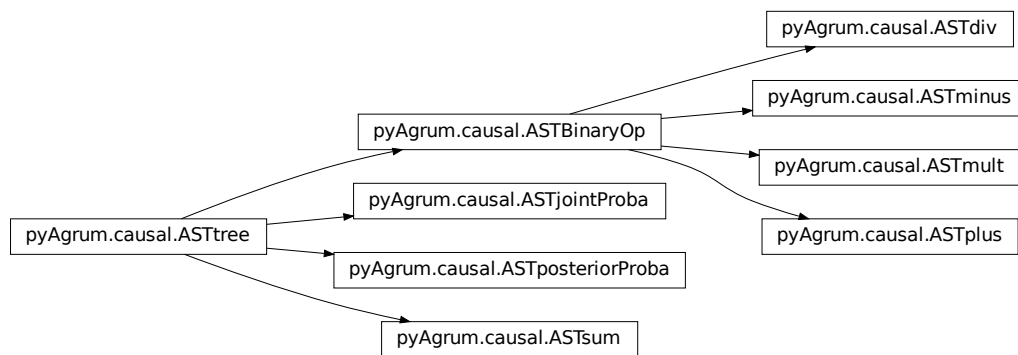 pyAgrum.causal.ASTdiv
pyAgrum.causal.ASTminus
pyAgrum.causal.ASTBinaryOp
pyAgrum.causal.ASTmult
pyAgrum.causal.ASTjointProba
pyAgrum.causal.ASTtree
pyAgrum.causal.ASTplus
pyAgrum.causal.ASTposteriorProba
pyAgrum.causal.ASTsum